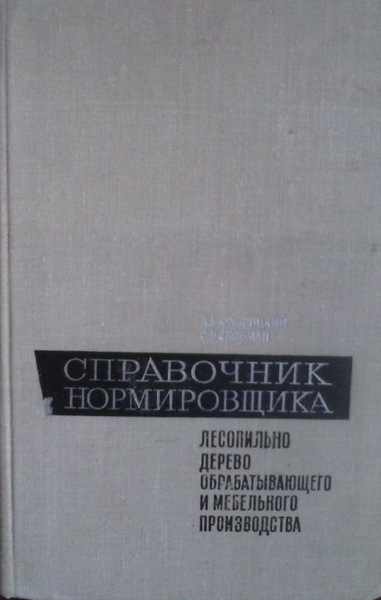 СПРАВОЧНИК
НОРМИРОВЩИКА
ЛЕСОПИЛЬНО
ДЕРЕВО
ОБРАБАТЫВАЮЩЕГО
И МЕБЕЛЬНОГО
ПРОИЗВОДСТВА